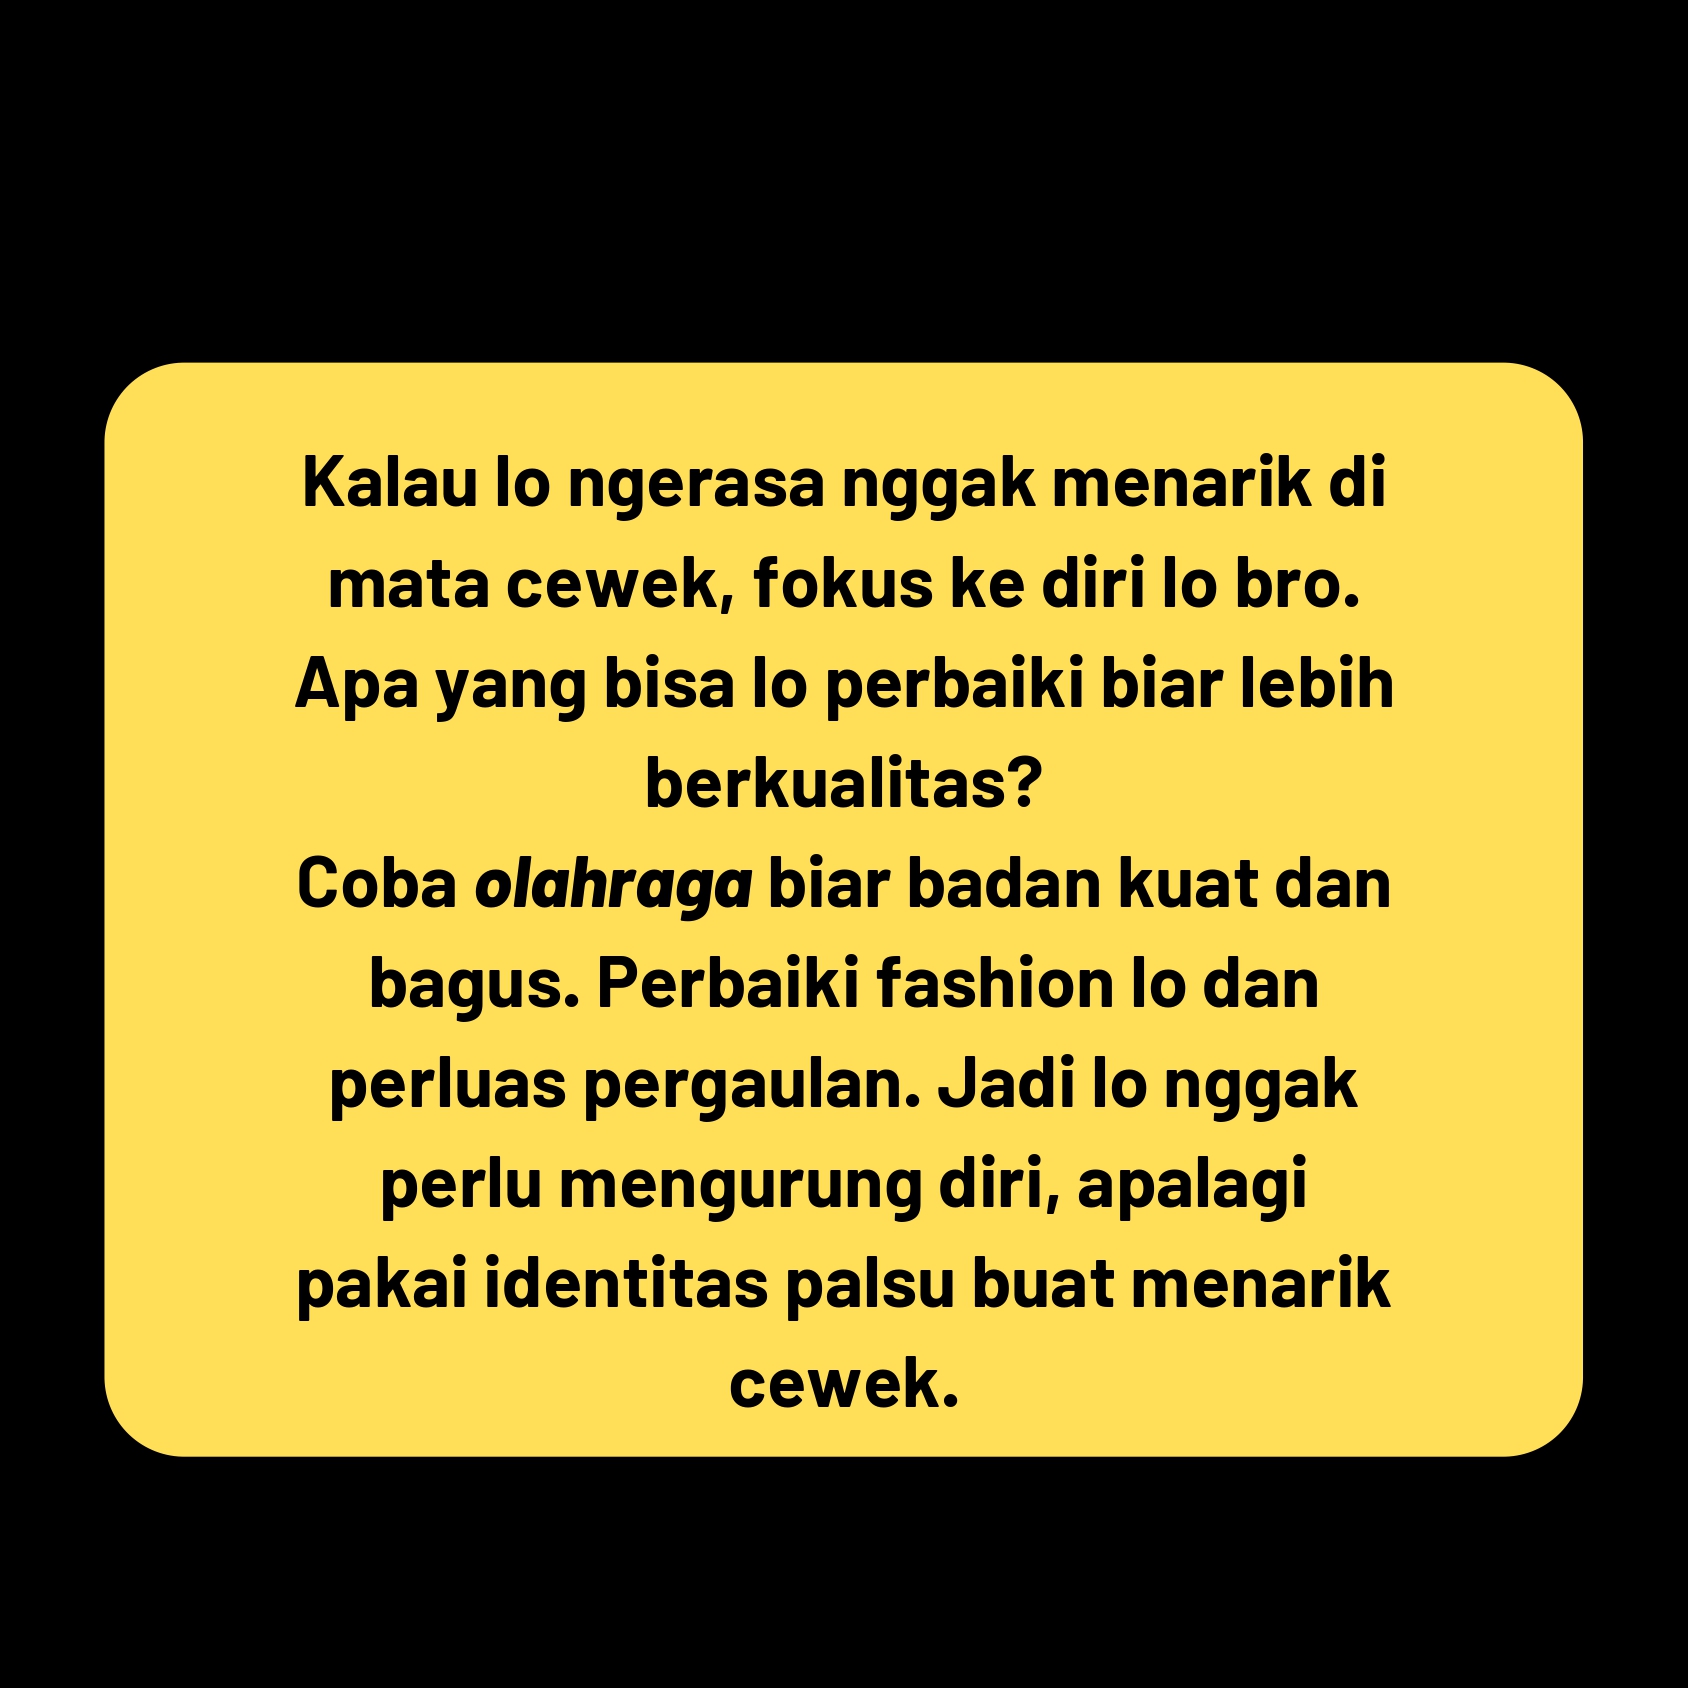 Kalau lo ngerasa nggak menarik di
mata cewek, fokus ke diri lo bro.
Apa yang bisa lo perbaiki biar lebih
berkualitas?
Coba olahraga biar badan kuat dan
bagus. Perbaiki fashion lo dan
perluas pergaulan. Jadi lo nggak
perlu mengurung diri, apalagi
pakai identitas palsu buat menarik
cewek.